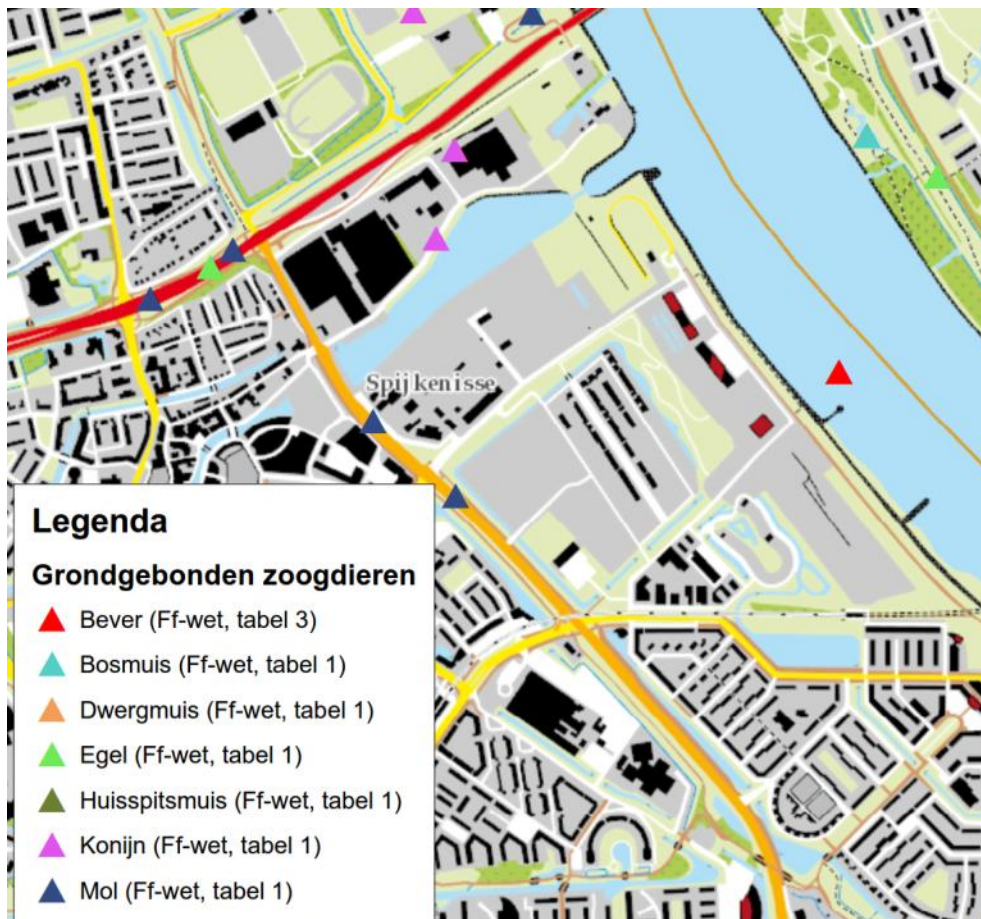 Spijkenisse
Legenda
Grondgebonden zoogdieren
Bever (Ff-wet, tabel 3)
Bosmuis (Ff-wet, tabel 1)
Dwergmuis (Ff-wet, tabel 1)
Egel (Ff-wet, tabel 1)
Huisspitsmuis (Ff-wet, tabel 1)
Konijn (Ff-wet, tabel 1)
Mol (Ff-wet, tabel 1)